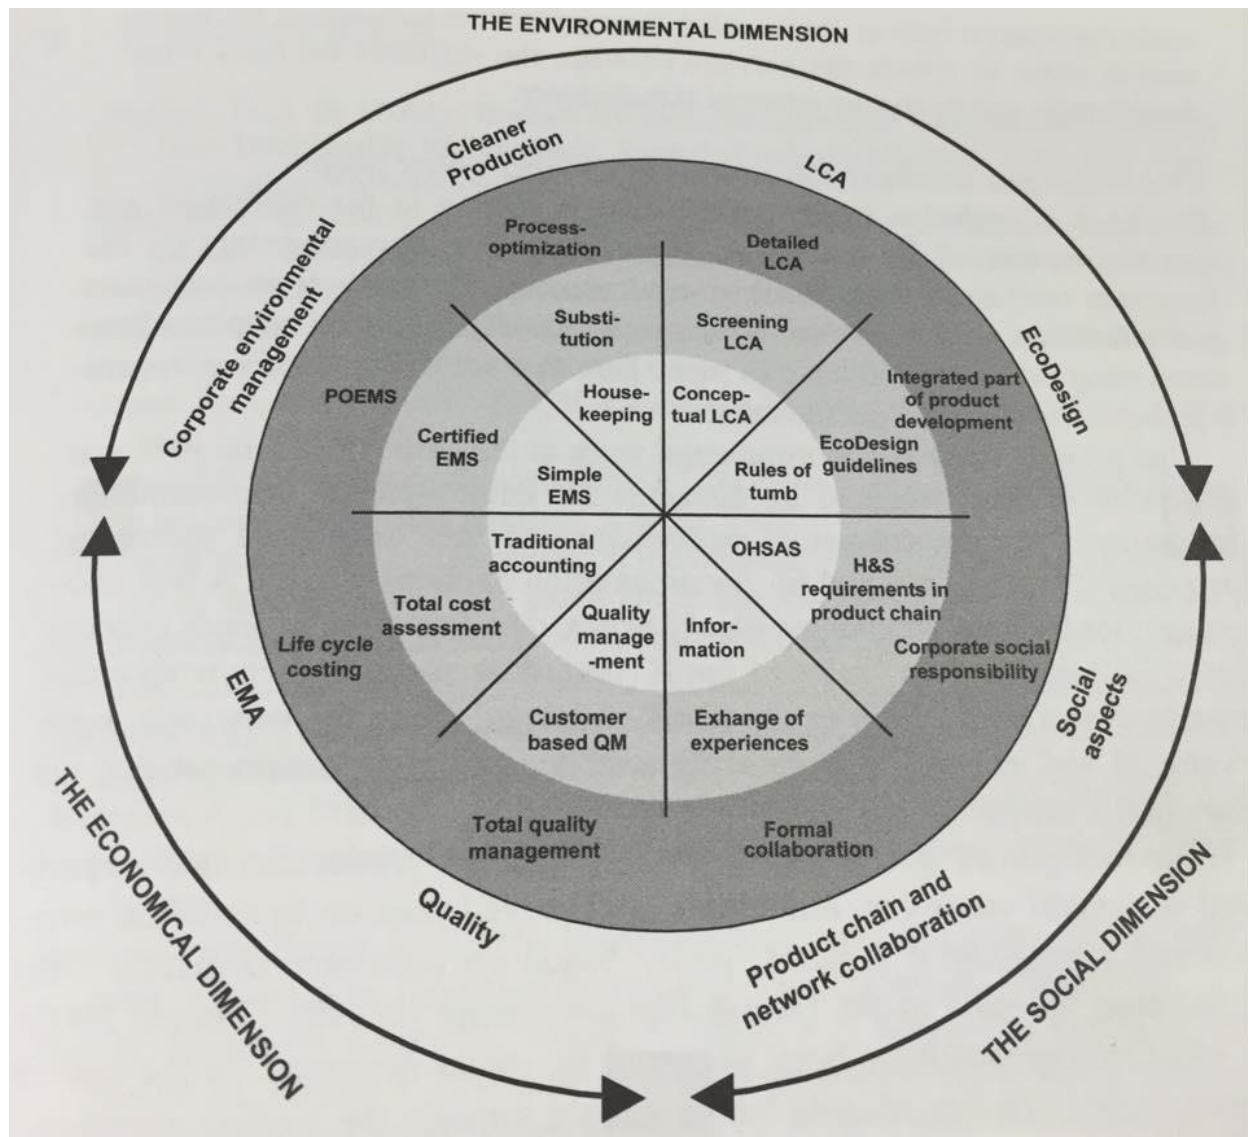 THE ENVIRONMENTAL DIMENSION
Cleaner
Production
LCA
Corporate environmental
management
EcoDesign
Process-
optimization
Detailed
LCA
Substi-
tution
Screening
LCA
POEMS
Integrated part
of product
development
House-
keeping
Concep-
tual LCA
Certified
EMS
EcoDesign
guidelines
Simple
EMS
Rules of
tumb
Traditional
accounting
OHSAS
H&S
requirements in
product chain
Total cost
assessment
Quality
manage
-ment
Infor-
mation
Life cycle
costing
Corporate social
responsibility
EMA
Social
aspects
Customer
based QM
Exhange of
experiences
Total quality
management
Formal
collaboration
Quality
Product chain and
network collaboration
THE ECONOMICAL DIMENSION
THE SOCIAL DIMENSION